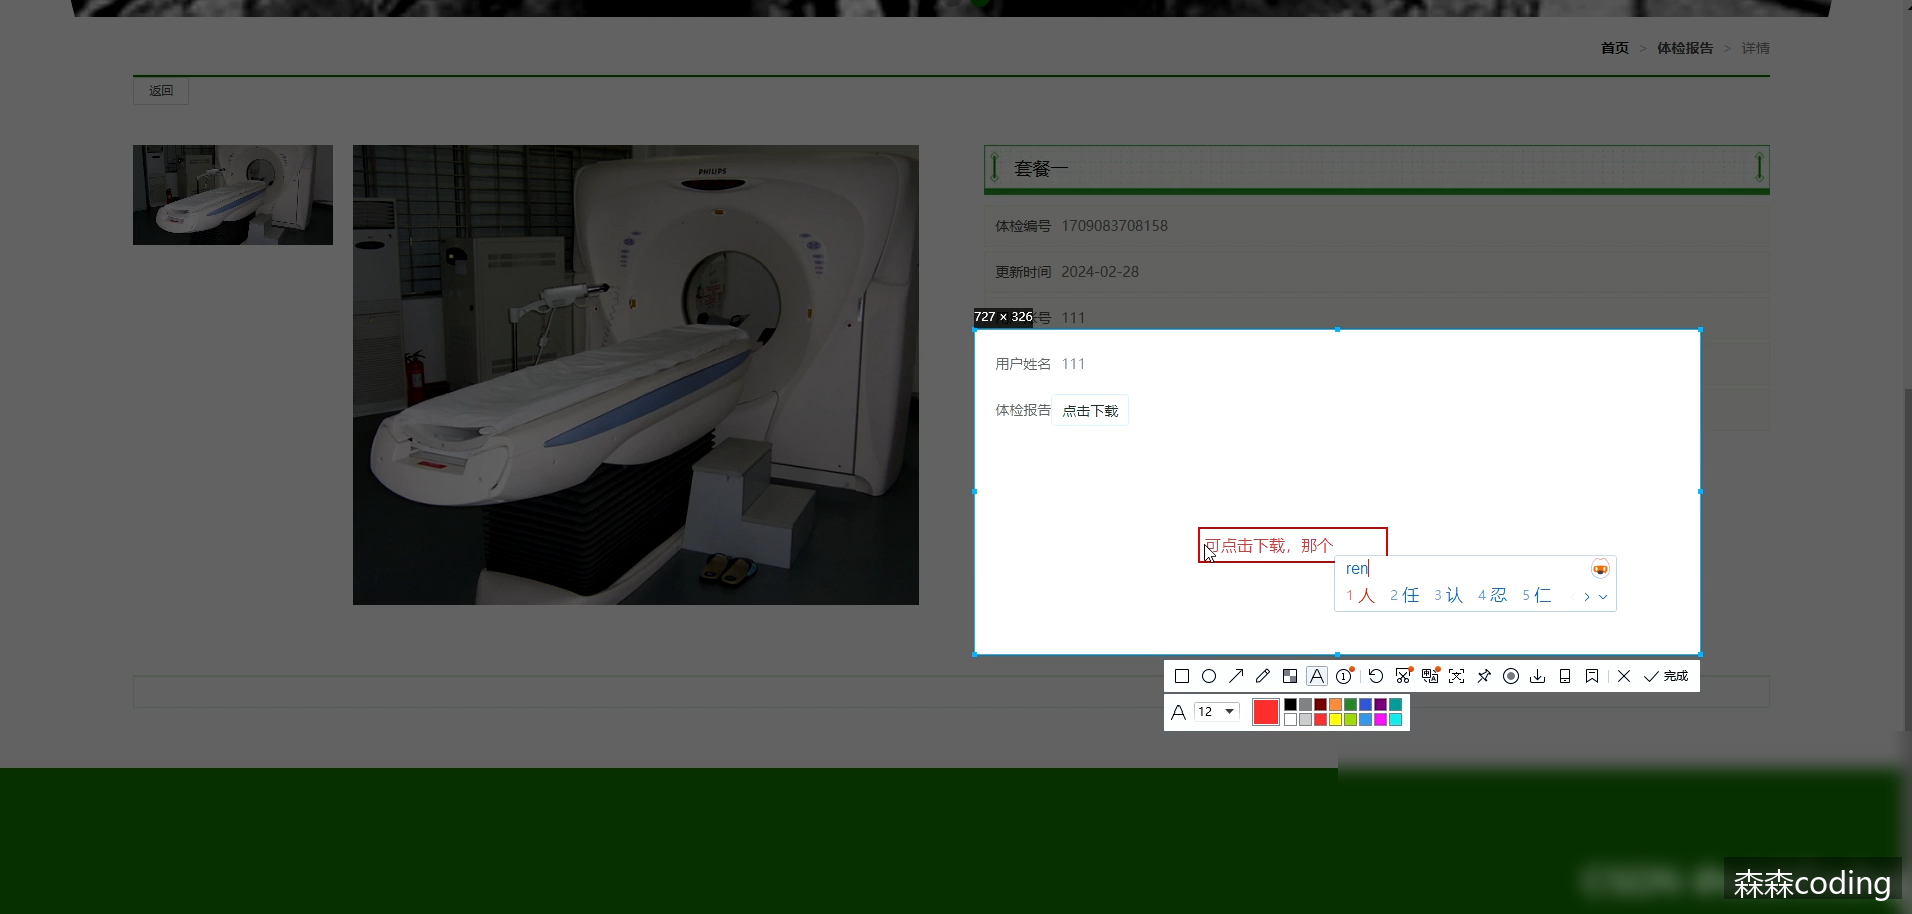 首页 > 体检报告 > 详情
返回
PHILIPS
套餐一
体检编号 1709083708158
更新时间 2024-02-28
727 × 326
号 111
用户姓名 111
体检报告 点击下载
可点击下载，那个
ren
1 人 2 任 3 认 4 忍 5 仁
完成
A 12
森森coding